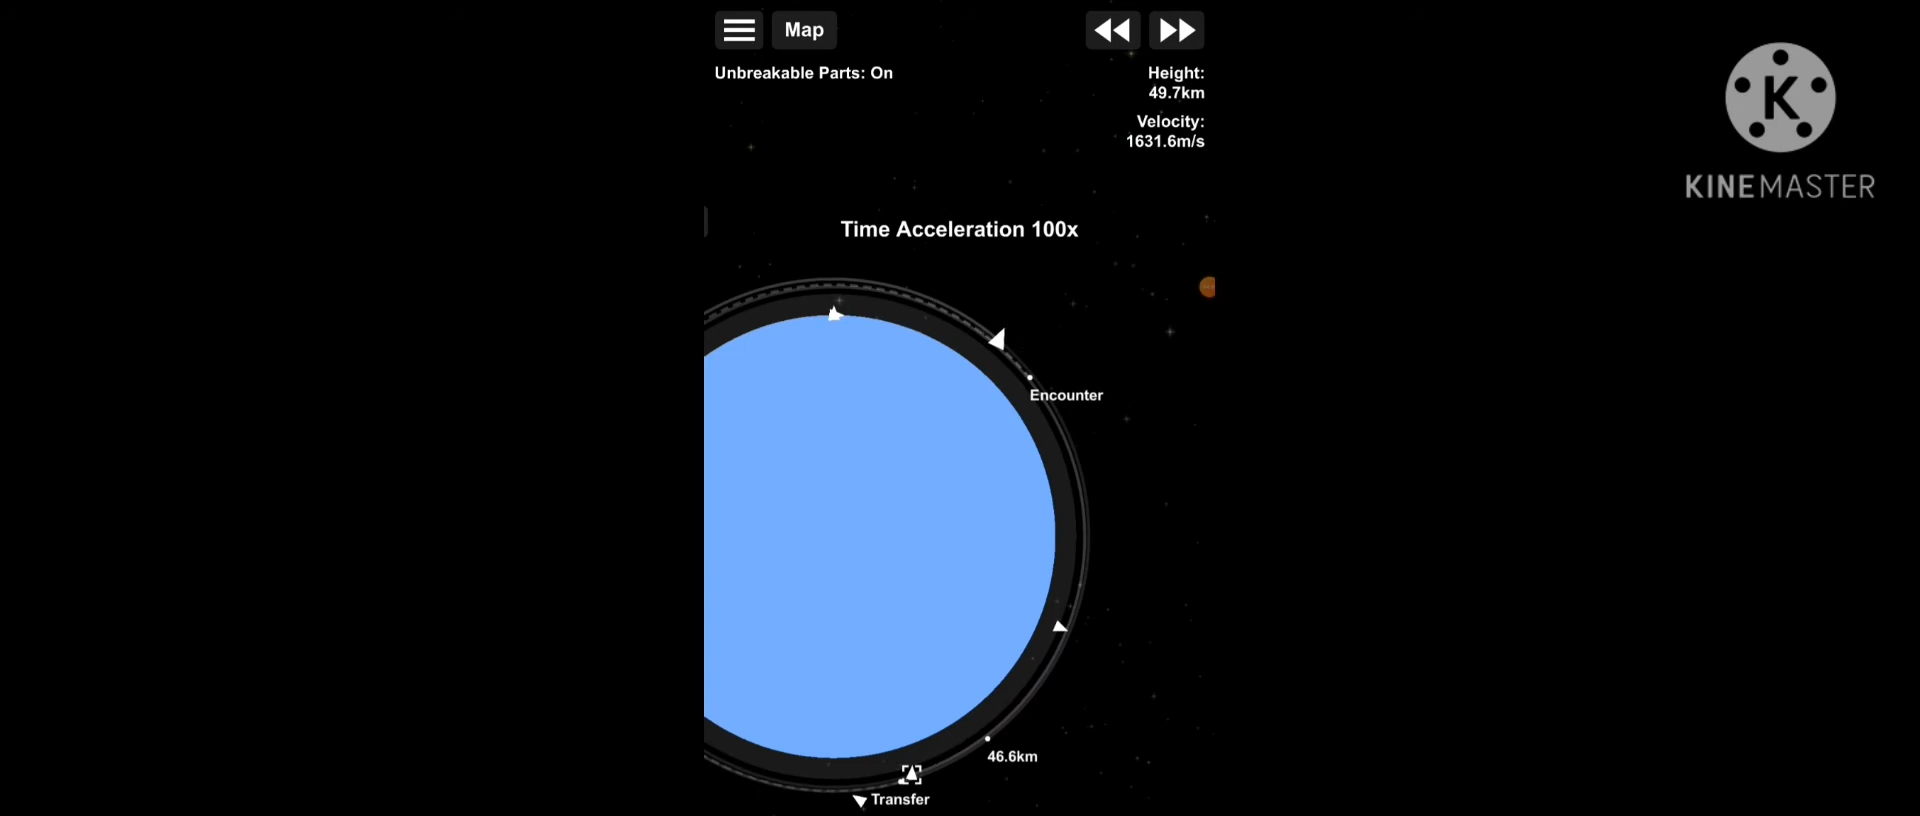 Map
Unbreakable Parts: On
Height:
49.7km
Velocity:
1631.6m/s
Time Acceleration 100x
Encounter
46.6km
Transfer
K
KINEMASTER